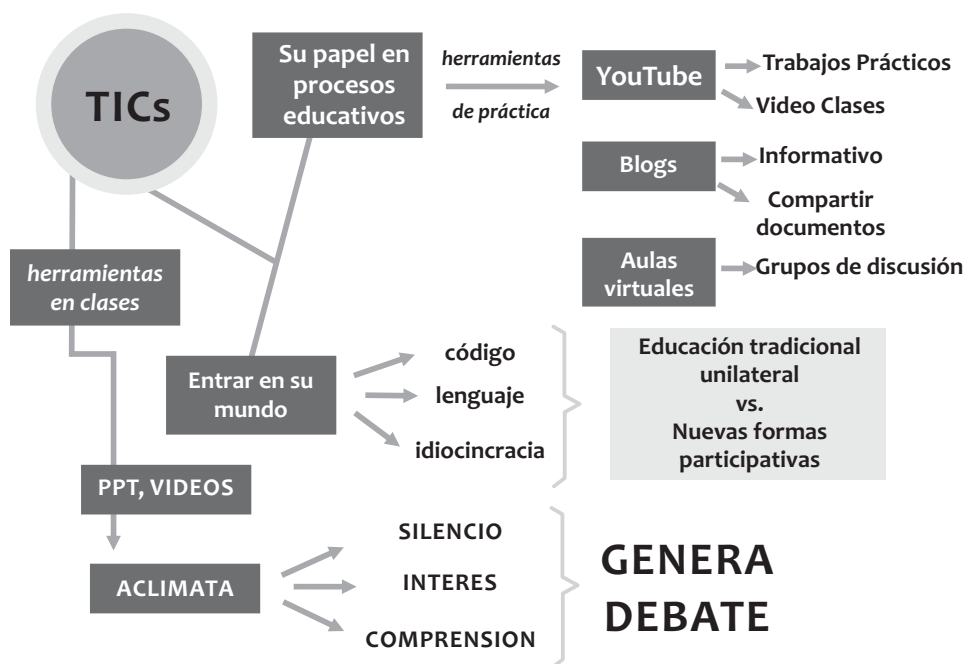 TICs
Su papel en
procesos
educativos
herramientas
de práctica
YouTube
Trabajos Prácticos
Video Clases
Blogs
Informativo
Compartir
documentos
Aulas
virtuales
Grupos de discusión
herramientas
en clases
Entrar en su
mundo
código
lenguaje
idiocincracia
Educación tradicional
unilateral
vs.
Nuevas formas
participativas
PPT, VIDEOS
ACLIMATA
SILENCIO
INTERES
COMPRENSION
GENERA
DEBATE